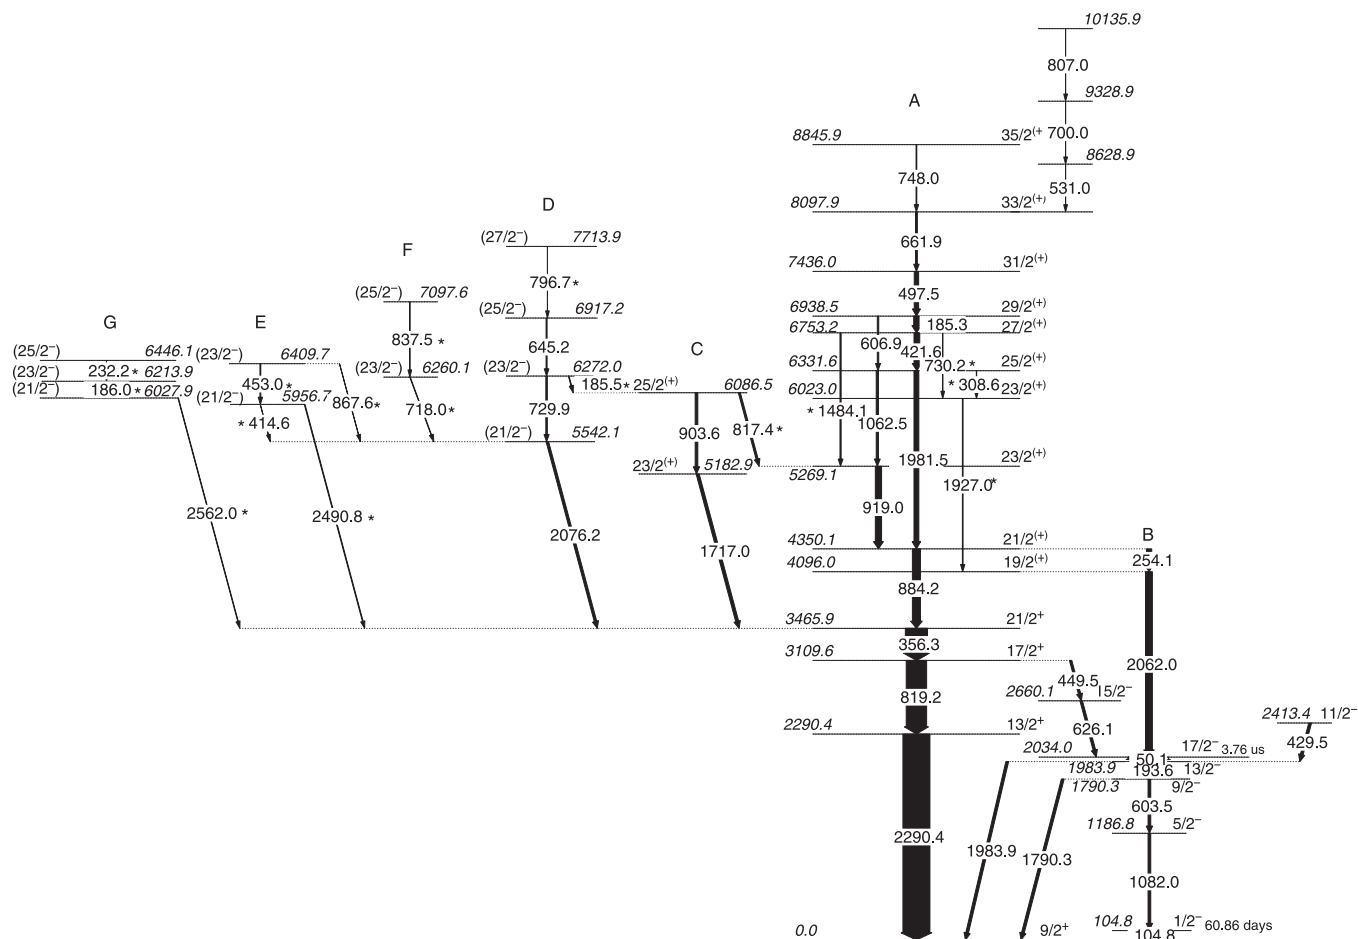 10135.9
807.0
9328.9
A
8845.9 35/2(+ 700.0
8628.9
748.0 531.0
D 8097.9 33/2(+)
(27/2−) 7713.9
F 661.9
7436.0 31/2(+)
(25/2−) 7097.6 796.7* 497.5
G E (25/2−) 6917.2 6938.5 29/2(+)
837.5* 185.3
6753.2 27/2(+)
(25/2−) 6446.1 (23/2−) 6409.7 645.2 C 606.9 421.6
(23/2−) 232.2* 6213.9 (23/2−) 6260.1 (23/2−) 6272.0 6331.6 730.2* 25/2(+)
453.0* 185.5* 25/2(+) 6086.5 * 308.6
(21/2−) 186.0* 6027.9 (21/2−) 5956.7 867.6* 718.0* 729.9 6023.0 23/2(+)
* 414.6 903.6 817.4* *1484.1 1062.5
(21/2−) 5542.1
1981.5
23/2(+) 5182.9 5269.1 23/2(+)
1927.0*
2562.0* 2490.8* 919.0
2076.2 1717.0 4350.1 21/2(+) B
254.1
4096.0 19/2(+)
884.2
3465.9 21/2+
356.3
3109.6 17/2+
2062.0
449.5
819.2 2660.1 15/2−
2413.4 11/2−
2290.4 13/2+ 626.1
429.5
2034.0 17/2− 3.76 us
50.1
1983.9 193.6 13/2−
1790.3 9/2−
603.5
1186.8 5/2−
2290.4 1983.9 1790.3
1082.0
104.8 1/2− 60.86 days
0.0 9/2+ 104.8